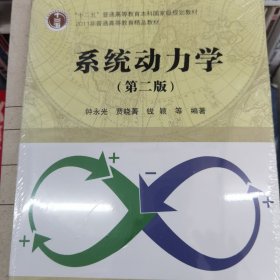 "十二五"普通高等教育本科国家级规划教材
2011年普通高等教育精品教材
系统动力学
（第二版）
钟永光 贾晓菁 钱颖 等 编著
+
+
−
−